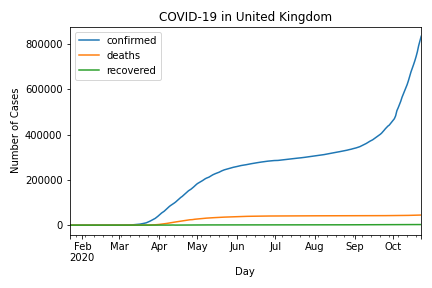 COVID-19 in United Kingdom
confirmed
deaths
recovered
Number of Cases
800000
600000
400000
200000
0
Feb Mar Apr May Jun Jul Aug Sep Oct
2020
Day